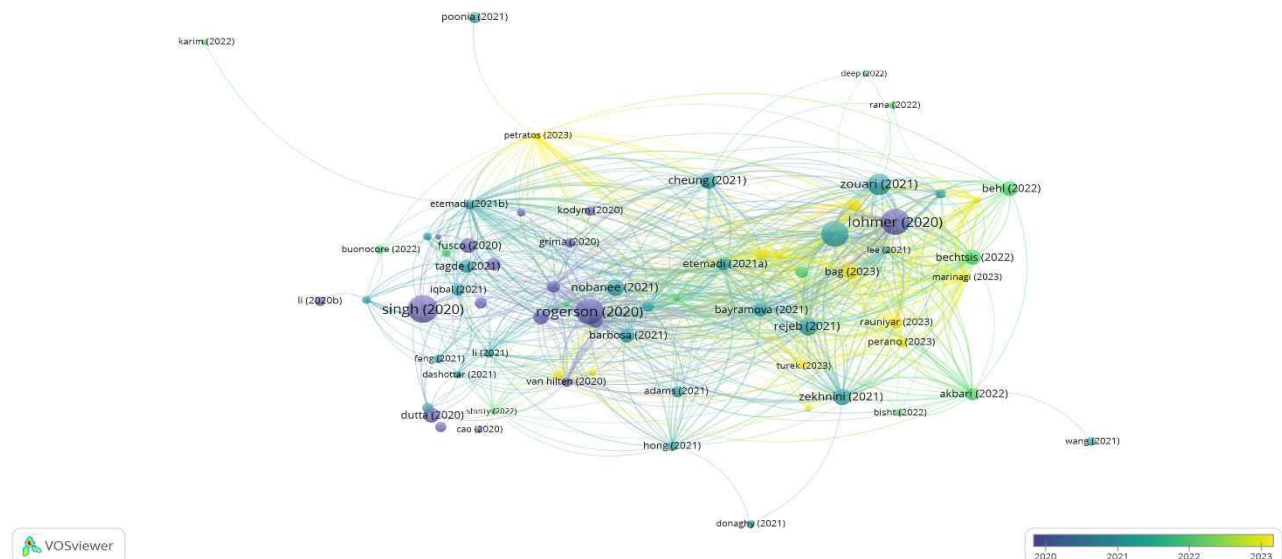 poonia (2021)
karim (2022)
deep (2022)
rana (2022)
petratos (2023)
cheung (2021)
zouari (2021)
behl (2022)
etemadi (2021b)
kodym (2020)
lohmer (2020)
grima (2020)
fusco (2020)
buonocore (2022)
lee (2021)
bechtsis (2022)
etemadi (2021a)
tagde (2021)
bag (2023)
marinagi (2023)
nobanee (2021)
iqbal (2021)
li (2020b)
singh (2020)
rogerson (2020)
bayramova (2021)
rauniyar (2023)
rejeb (2021)
barbosa (2021)
perano (2023)
li (2021)
fang (2021)
turek (2023)
dashottar (2021)
van hilten (2020)
adams (2021)
akbari (2022)
zekhnini (2021)
shetty (2022)
bisht (2022)
dutta (2020)
cao (2020)
wang (2021)
hong (2021)
donaghy (2021)
VOSviewer
2020 2021 2022 2023